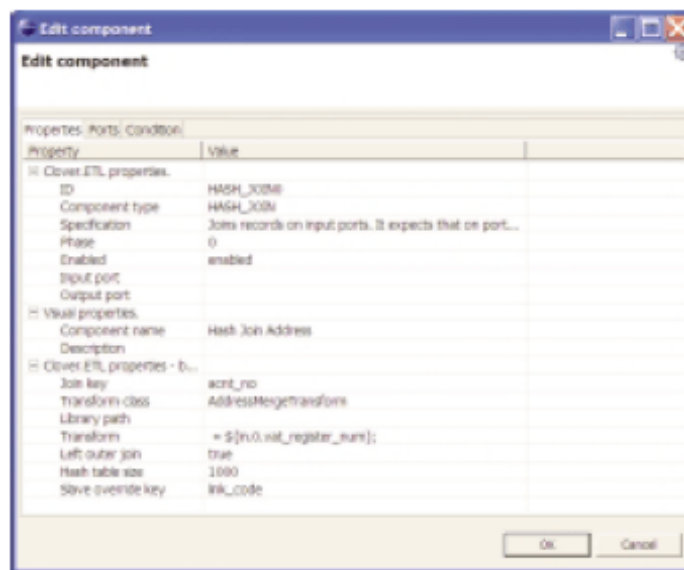 Edit component
Edit component
Properties Ports Condition
Property Value
Clover.ETL properties.
ID HASH_JOIN0
Component type HASH_JOIN
Specification Joins records on input ports. It expects that on port...
Phase 0
Enabled enabled
Input port
Output port
Visual properties.
Component name Hash Join Address
Description
Clover.ETL properties - b...
Join key acnt_no
Transform class AddressMergeTransform
Library path
Transform = ${in.0.vat_register_num};
Left outer join true
Hash table size 1000
Slave override key link_code
OK Cancel